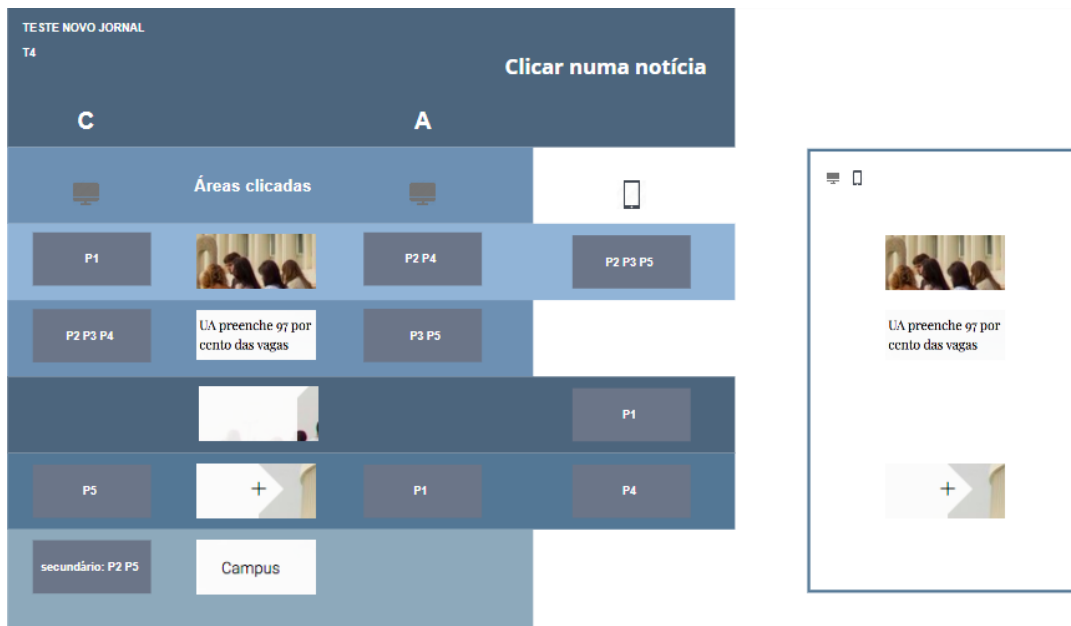 TESTE NOVO JORNAL
T4
Clicar numa notícia
C
A
Áreas clicadas
P1
P2 P4
P2 P3 P5
P2 P3 P4
UA preenche 97 por
cento das vagas
P3 P5
P1
P5
+
P1
P4
secundário: P2 P5
Campus
UA preenche 97 por
cento das vagas
+